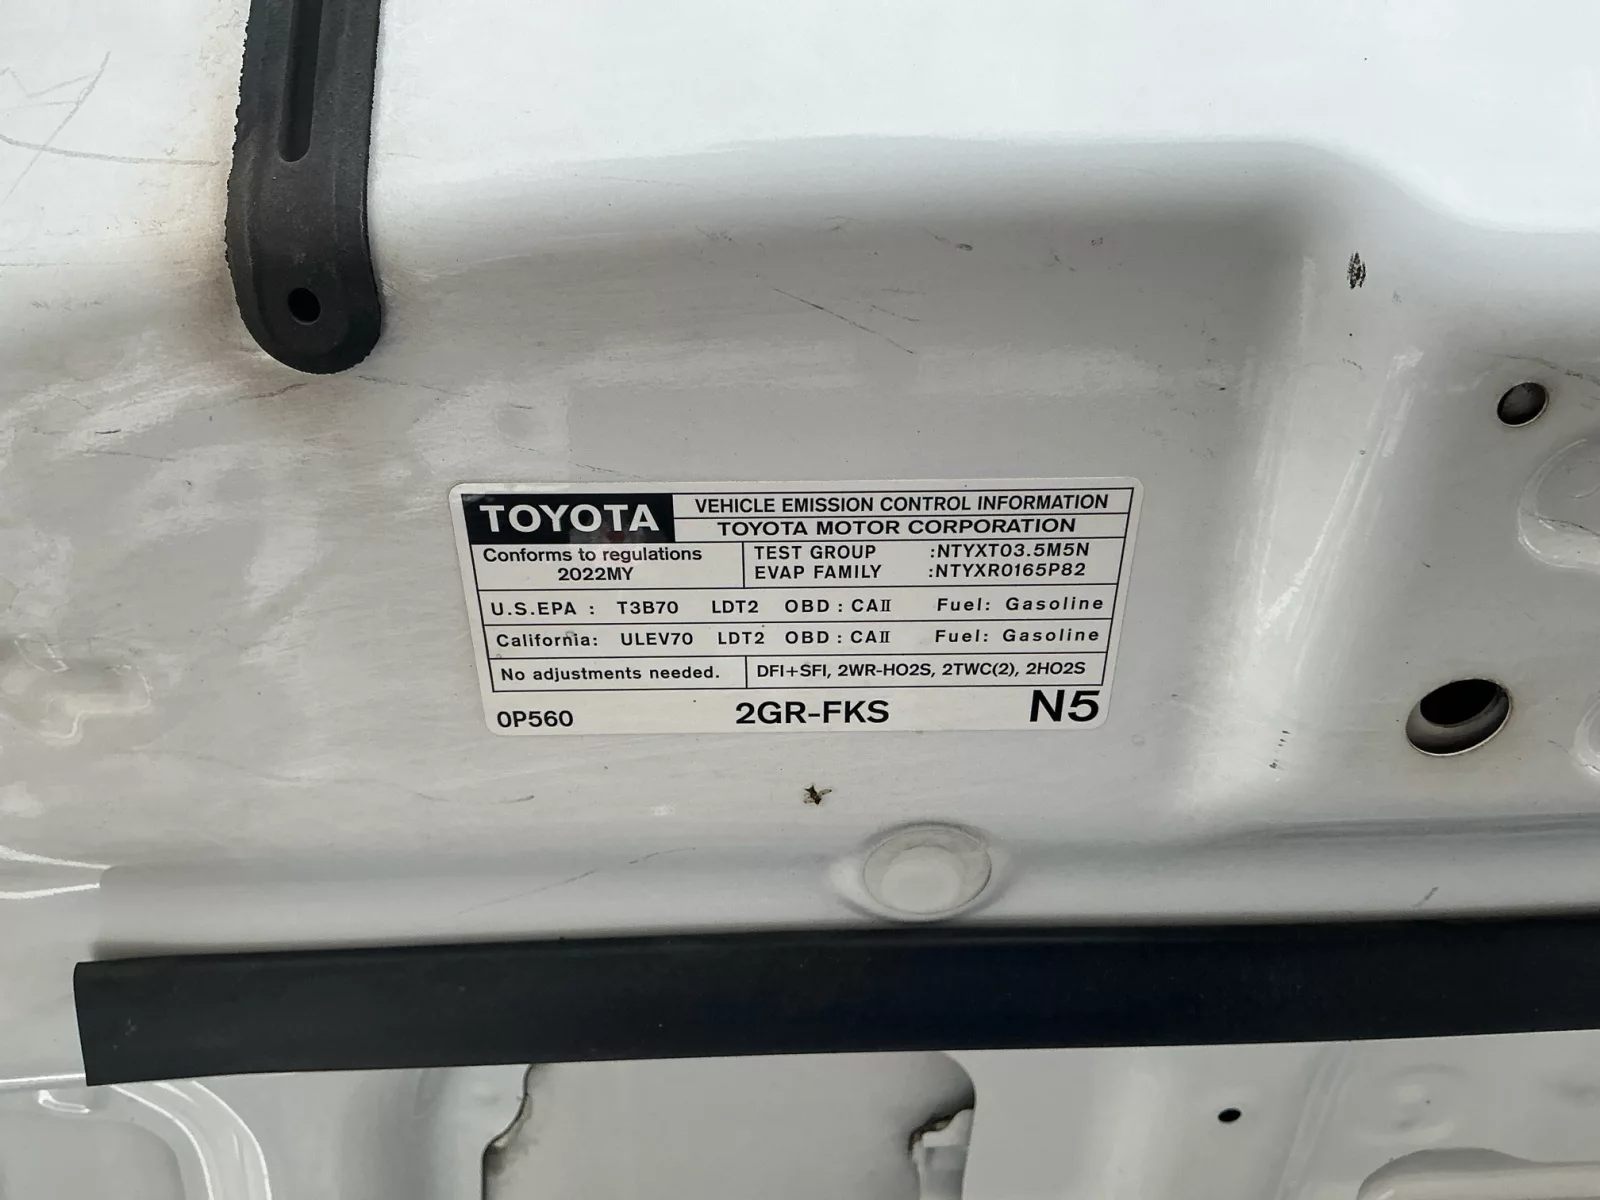 TOYOTA
VEHICLE EMISSION CONTROL INFORMATION
TOYOTA MOTOR CORPORATION
Conforms to regulations
2022MY
TEST GROUP :NTYXT03.5M5N
EVAP FAMILY :NTYXR0165P82
U.S.EPA : T3B70 LDT2 OBD : CAII Fuel: Gasoline
California: ULEV70 LDT2 OBD : CAII Fuel: Gasoline
No adjustments needed.
DFI+SFI, 2WR-HO2S, 2TWC(2), 2HO2S
0P560 2GR-FKS N5